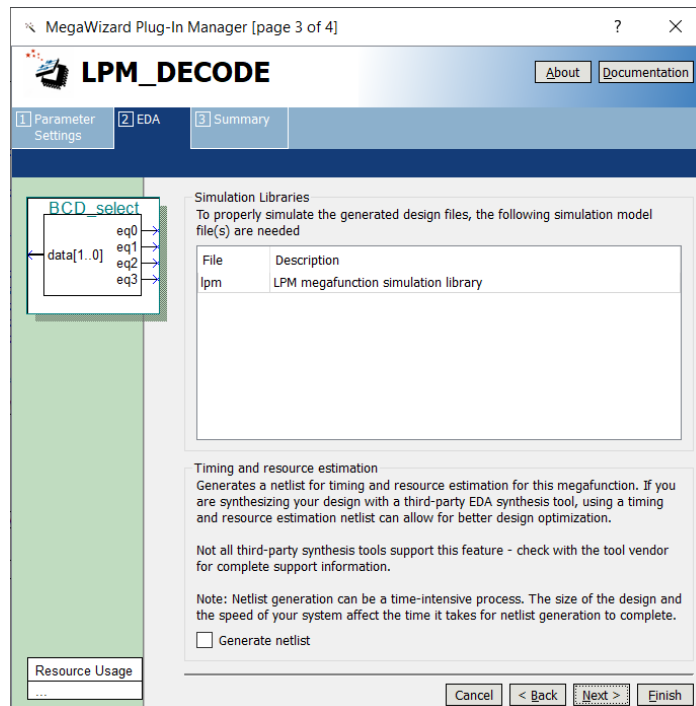 MegaWizard Plug-In Manager [page 3 of 4]
?
LPM_DECODE
About
Documentation
1 Parameter
Settings
2 EDA
3 Summary
BCD_select
data[1..0]
eq0
eq1
eq2
eq3
Simulation Libraries
To properly simulate the generated design files, the following simulation model
file(s) are needed
File Description
lpm LPM megafunction simulation library
Timing and resource estimation
Generates a netlist for timing and resource estimation for this megafunction. If you
are synthesizing your design with a third-party EDA synthesis tool, using a timing
and resource estimation netlist can allow for better design optimization.
Not all third-party synthesis tools support this feature - check with the tool vendor
for complete support information.
Note: Netlist generation can be a time-intensive process. The size of the design and
the speed of your system affect the time it takes for netlist generation to complete.
Generate netlist
Resource Usage
...
Cancel
< Back
Next >
Finish